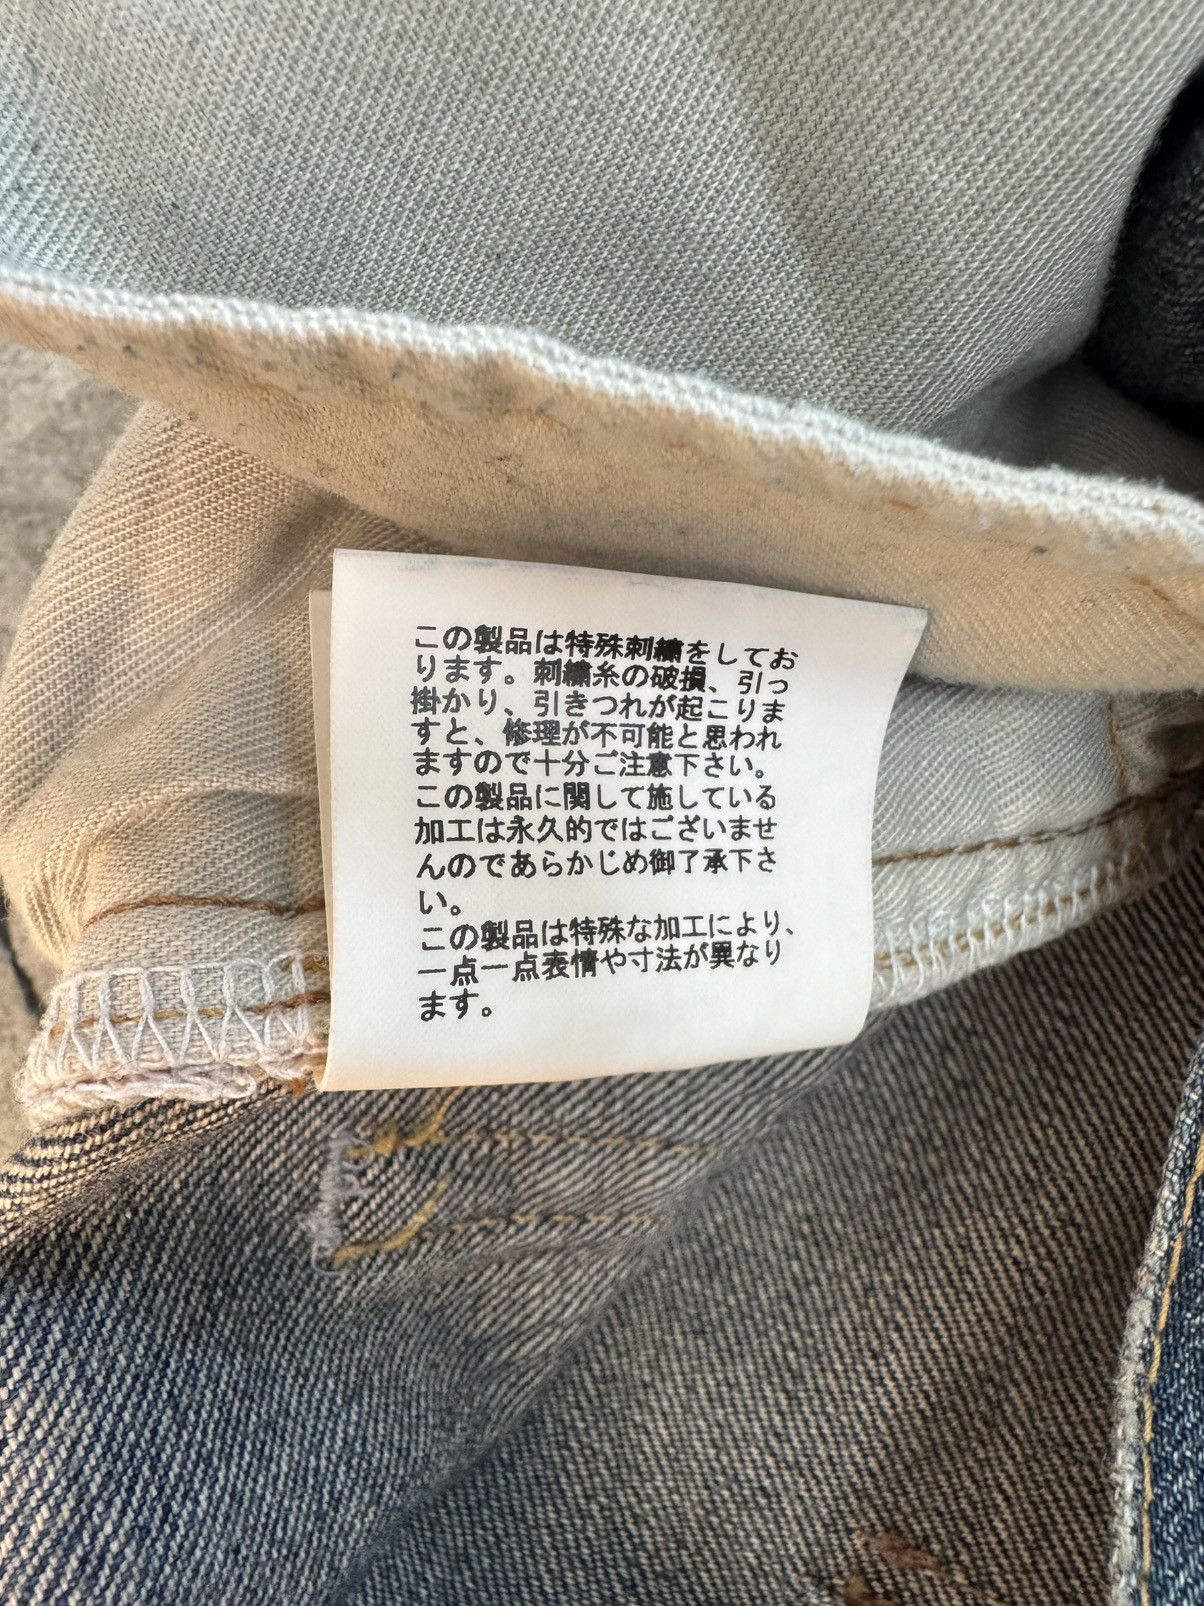 この製品は特殊刺繍をしてお
ります。刺繍糸の破損、引っ
掛かり、引きつれが起こりま
すと、修理が不可能と思われ
ますので十分ご注意下さい。
この製品に関して施している
加工は永久的ではございませ
んのであらかじめ御了承下さ
い。
この製品は特殊な加工により、
一点一点表情や寸法が異なり
ます。